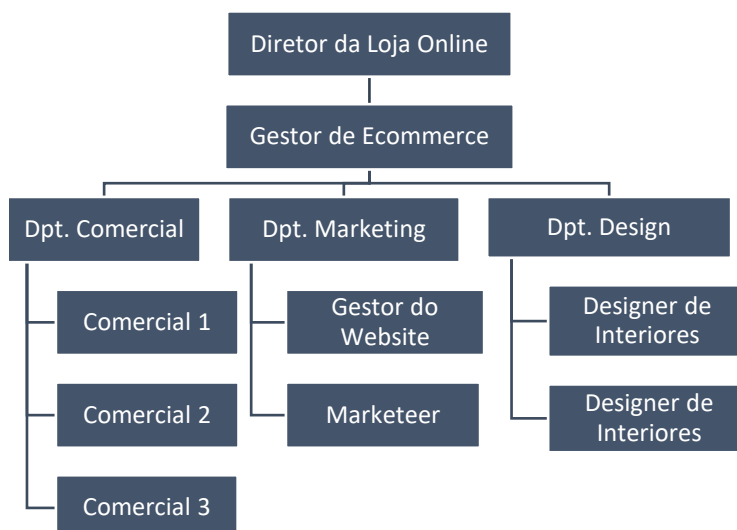 Diretor da Loja Online
Gestor de Ecommerce
Dpt. Comercial
Dpt. Marketing
Dpt. Design
Comercial 1
Gestor do
Website
Designer de
Interiores
Comercial 2
Marketeer
Designer de
Interiores
Comercial 3